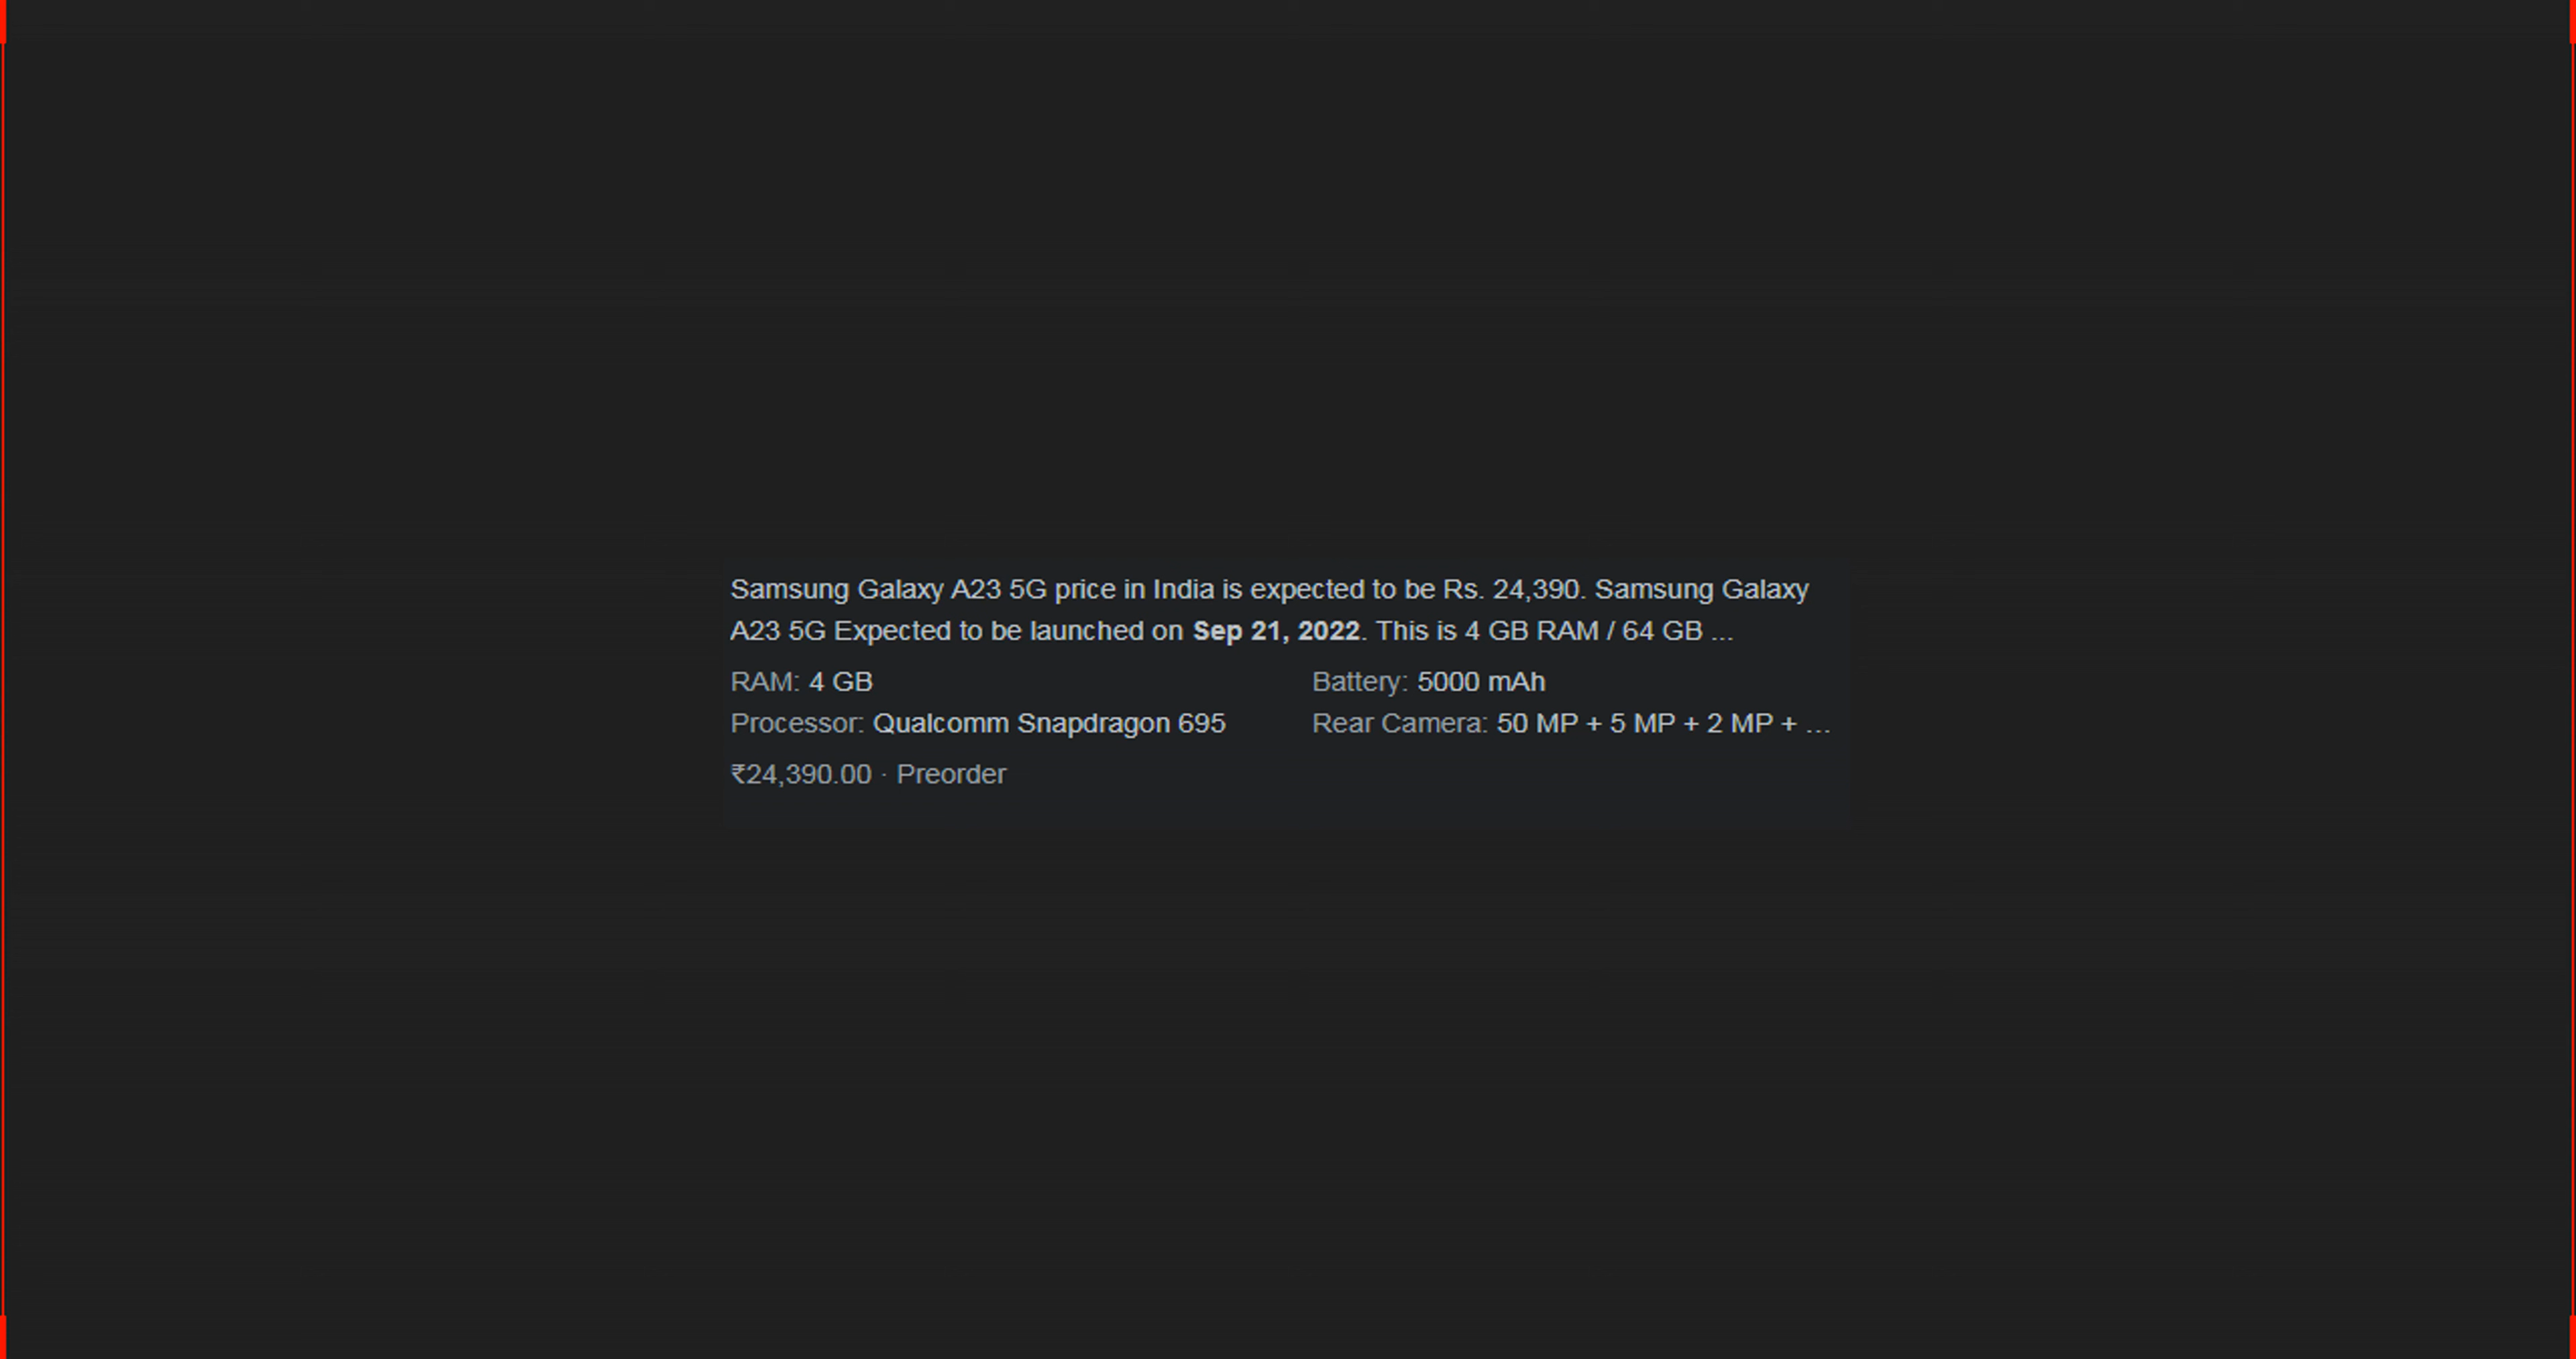 Samsung Galaxy A23 5G price in India is expected to be Rs. 24,390. Samsung Galaxy
A23 5G Expected to be launched on Sep 21, 2022. This is 4 GB RAM / 64 GB ...
RAM: 4 GB Battery: 5000 mAh
Processor: Qualcomm Snapdragon 695 Rear Camera: 50 MP + 5 MP + 2 MP + ...
₹24,390.00 · Preorder